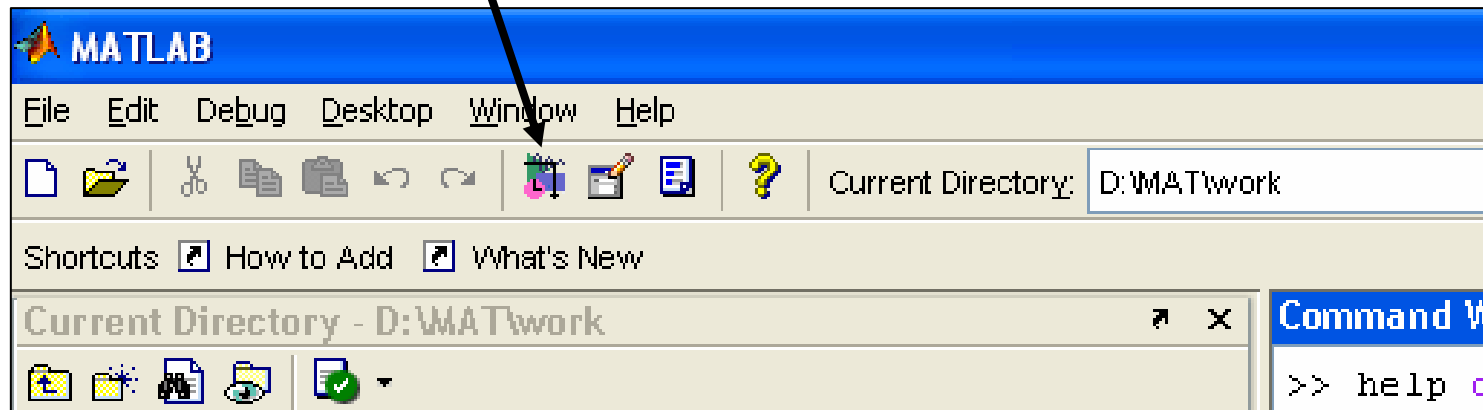 MATLAB
File Edit Debug Desktop Window Help
Current Directory: D:\MAT\work
Shortcuts How to Add What's New
Current Directory - D:\MAT\work
Command
>> help